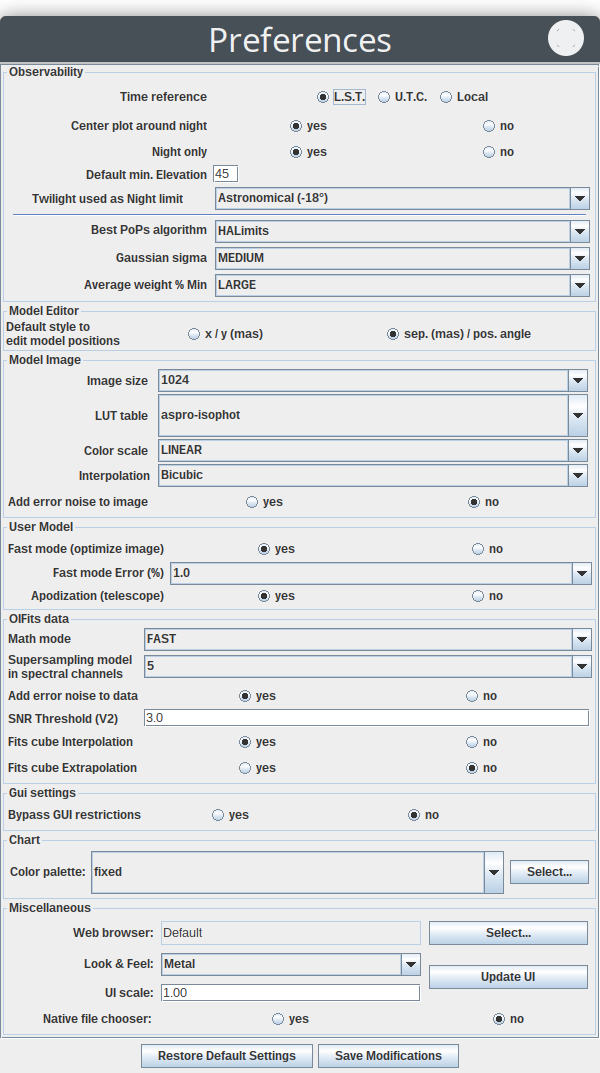 Preferences
Observability
Time reference L.S.T. U.T.C. Local
Center plot around night yes no
Night only yes no
Default min. Elevation 45
Twilight used as Night limit Astronomical (-18°)
Best PoPs algorithm HALimits
Gaussian sigma MEDIUM
Average weight % Min LARGE
Model Editor
Default style to
edit model positions x / y (mas) sep. (mas) / pos. angle
Model Image
Image size 1024
LUT table aspro-isophot
Color scale LINEAR
Interpolation Bicubic
Add error noise to image yes no
User Model
Fast mode (optimize image) yes no
Fast mode Error (%) 1.0
Apodization (telescope) yes no
OIFits data
Math mode FAST
Supersampling model
in spectral channels 5
Add error noise to data yes no
SNR Threshold (V2) 3.0
Fits cube Interpolation yes no
Fits cube Extrapolation yes no
Gui settings
Bypass GUI restrictions yes no
Chart
Color palette: fixed Select...
Miscellaneous
Web browser: Default Select...
Look & Feel: Metal
Update UI
UI scale: 1.00
Native file chooser: yes no
Restore Default Settings Save Modifications